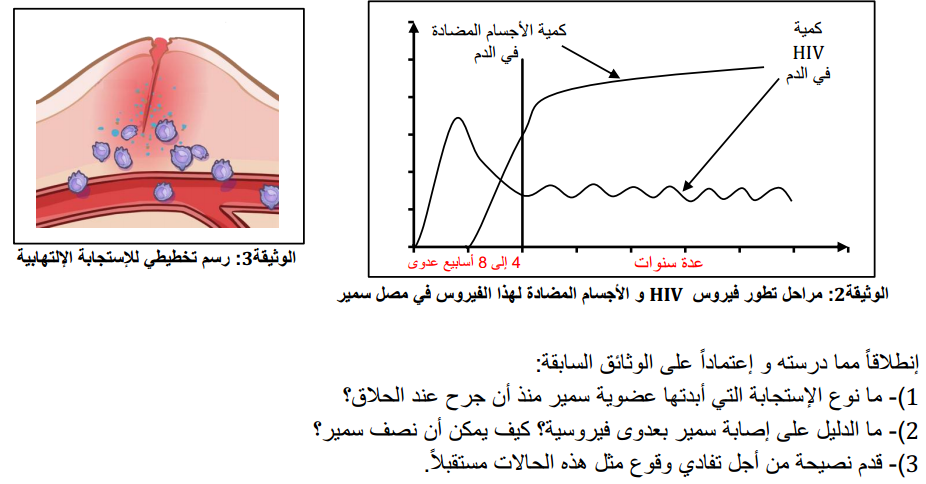 كمية الأجسام المضادة
في الدم
كمية
HIV
في الدم
4 إلى 8 أسابيع عدوى
عدة سنوات
الوثيقة2: مراحل تطور فيروس HIV و الأجسام المضادة لهذا الفيروس في مصل سمير
الوثيقة3: رسم تخطيطي للإستجابة الإلتهابية
إنطلاقاً مما درسته و إعتماداً على الوثائق السابقة:
1)- ما نوع الإستجابة التي أبدتها عضوية سمير منذ أن جرح عند الحلاق؟
2)- ما الدليل على إصابة سمير بعدوى فيروسية؟ كيف يمكن أن نصف سمير؟
3)- قدم نصيحة من أجل تفادي وقوع مثل هذه الحالات مستقبلاً.